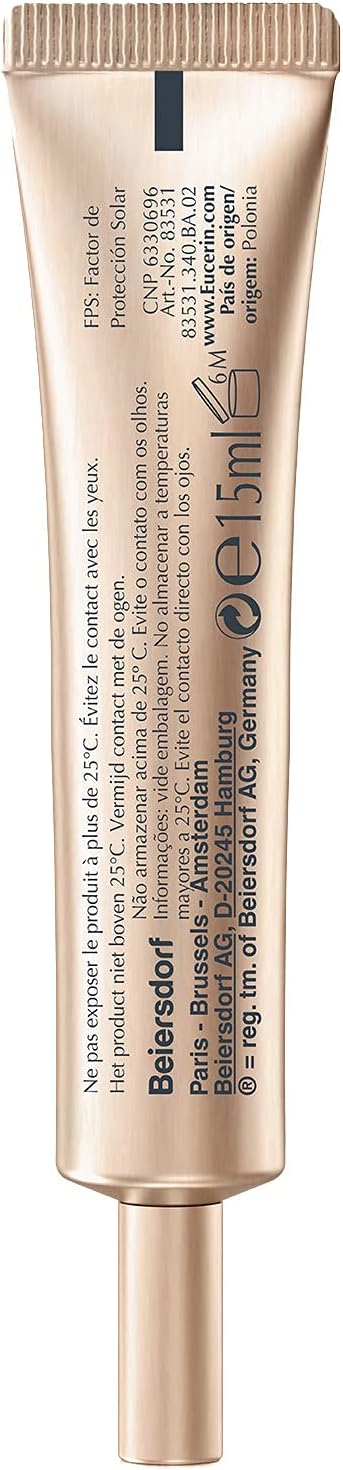 Ne pas exposer le produit à plus de 25°C. Évitez le contact avec les yeux.
Het product niet boven 25°C. Vermijd contact met de ogen.
Não armazenar acima de 25° C. Evite o contato com os olhos.
Informações: vide embalagem. No almacenar a temperaturas
mayores a 25°C. Evite el contacto directo con los ojos.
Beiersdorf
Paris - Brussels - Amsterdam
Beiersdorf AG, D-20245 Hamburg
® = reg. tm. of Beiersdorf AG, Germany
e15ml
6M
FPS: Factor de
Protección Solar
CNP 6330696
Art.-No. 83531
83531.340.BA.02
www.Eucerin.com
País de origen/
origem: Polonia